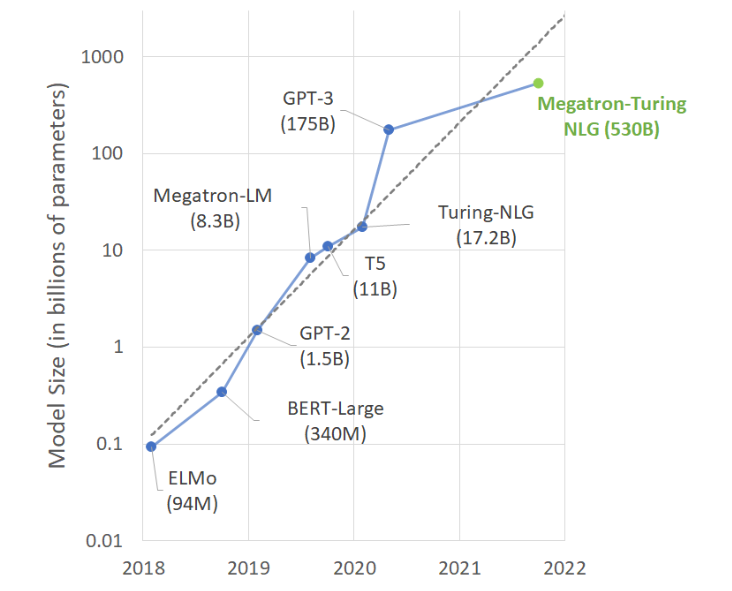 Model Size (in billions of parameters)
1000
100
10
1
0.1
0.01
2018
2019
2020
2021
2022
GPT-3
(175B)
Megatron-Turing
NLG (530B)
Megatron-LM
(8.3B)
Turing-NLG
(17.2B)
T5
(11B)
GPT-2
(1.5B)
BERT-Large
(340M)
ELMo
(94M)